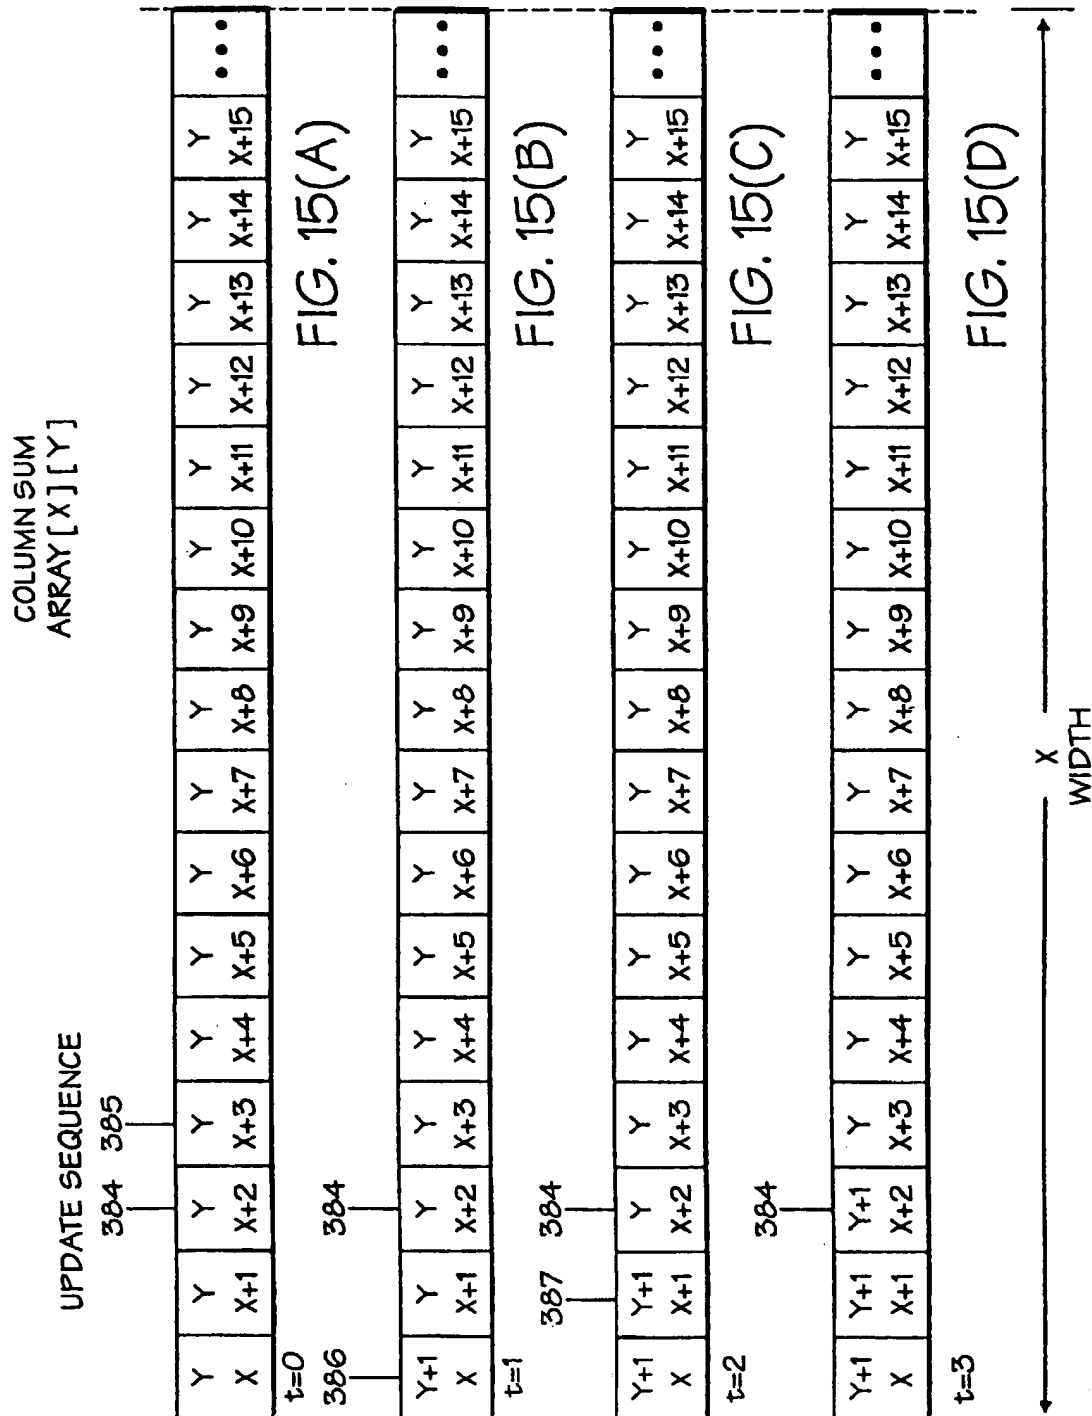 COLUMN SUM
ARRAY [ X ] [ Y ]
UPDATE SEQUENCE
384 385
Y Y Y Y Y Y Y Y Y Y Y Y Y Y Y Y •••
X X+1 X+2 X+3 X+4 X+5 X+6 X+7 X+8 X+9 X+10 X+11 X+12 X+13 X+14 X+15
t=0
FIG. 15(A)
386 384
Y+1 Y Y Y Y Y Y Y Y Y Y Y Y Y Y Y •••
X X+1 X+2 X+3 X+4 X+5 X+6 X+7 X+8 X+9 X+10 X+11 X+12 X+13 X+14 X+15
t=1
FIG. 15(B)
387 384
Y+1 Y+1 Y Y Y Y Y Y Y Y Y Y Y Y Y Y •••
X X+1 X+2 X+3 X+4 X+5 X+6 X+7 X+8 X+9 X+10 X+11 X+12 X+13 X+14 X+15
t=2
FIG. 15(C)
384
Y+1 Y+1 Y+1 Y Y Y Y Y Y Y Y Y Y Y Y Y •••
X X+1 X+2 X+3 X+4 X+5 X+6 X+7 X+8 X+9 X+10 X+11 X+12 X+13 X+14 X+15
t=3
FIG. 15(D)
X
WIDTH